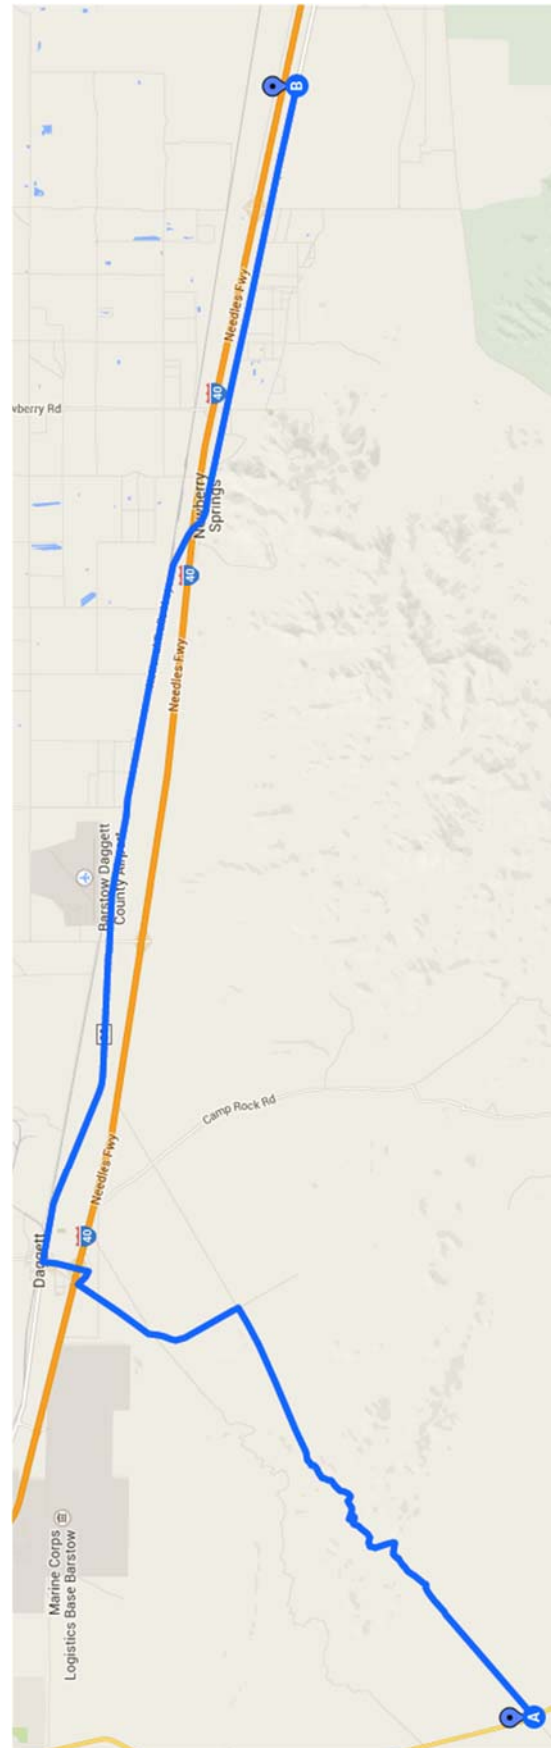 B
Needles Fwy
40
wberry Rd
Newberry
Springs
40
Needles Fwy
Barstow Daggett
County Airport
Camp Rock Rd
Needles Fwy
40
Daggett
Marine Corps
Logistics Base Barstow
A